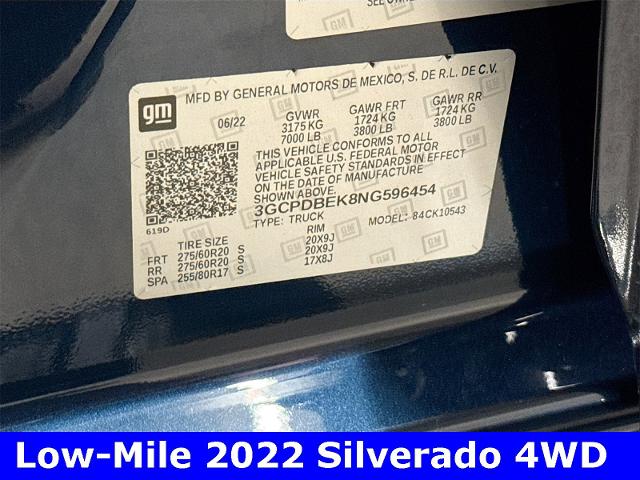 SEE OWNE
GM
gm
MFD BY GENERAL MOTORS DE MEXICO, S. DE R.L. DE C.V.
06/22
GVWR GAWR FRT GAWR RR
3175 KG 1724 KG 1724 KG
7000 LB 3800 LB 3800 LB
THIS VEHICLE CONFORMS TO ALL
APPLICABLE U.S. FEDERAL MOTOR
VEHICLE SAFETY STANDARDS IN EFFECT
ON THE DATE OF MANUFACTURE
SHOWN ABOVE.
3GCPDBEK8NG596454
TYPE: TRUCK MODEL: 84CK10543
619D
TIRE SIZE RIM
FRT 275/60R20 S 20X9J
RR 275/60R20 S 20X9J
SPA 255/80R17 S 17X8J
Low-Mile 2022 Silverado 4WD